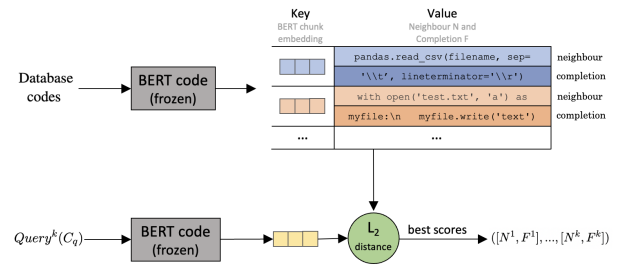 Key
Value
BERT chunk
embedding
Neighbour N and
Completion F
Database
codes
BERT code
(frozen)
pandas.read_csv(filename, sep=
neighbour
'\\t', lineterminator='\\r')
completion
with open('test.txt', 'a') as
neighbour
myfile:\n myfile.write('text')
completion
...
...
Query^k(C_q)
BERT code
(frozen)
L_2
distance
best scores
([N^1, F^1], ..., [N^k, F^k])